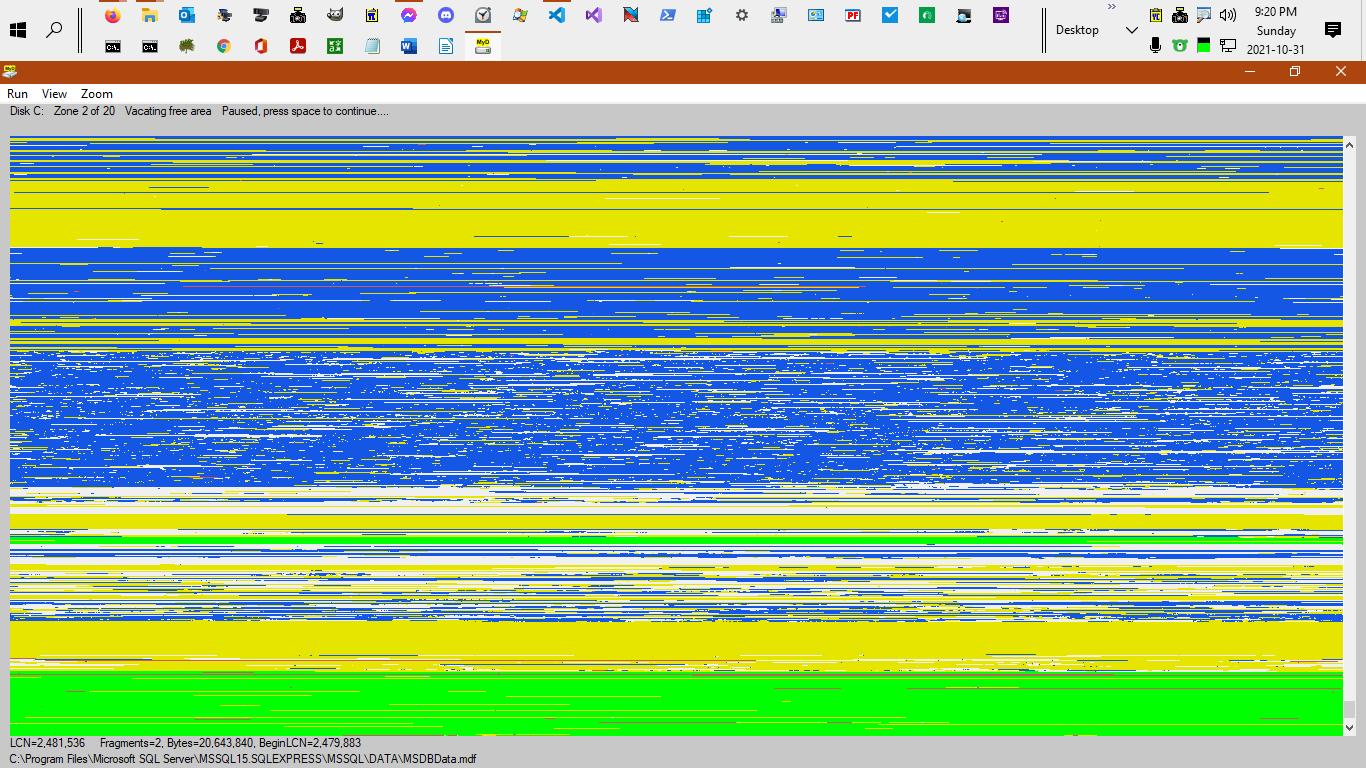 9:20 PM
Desktop
Sunday
2021-10-31
C:\
C:\
MyD
PF
Run View Zoom
Disk C: Zone 2 of 20 Vacating free area Paused, press space to continue....
LCN=2,481,536 Fragments=2, Bytes=20,643,840, BeginLCN=2,479,883
C:\Program Files\Microsoft SQL Server\MSSQL15.SQLEXPRESS\MSSQL\DATA\MSDBData.mdf